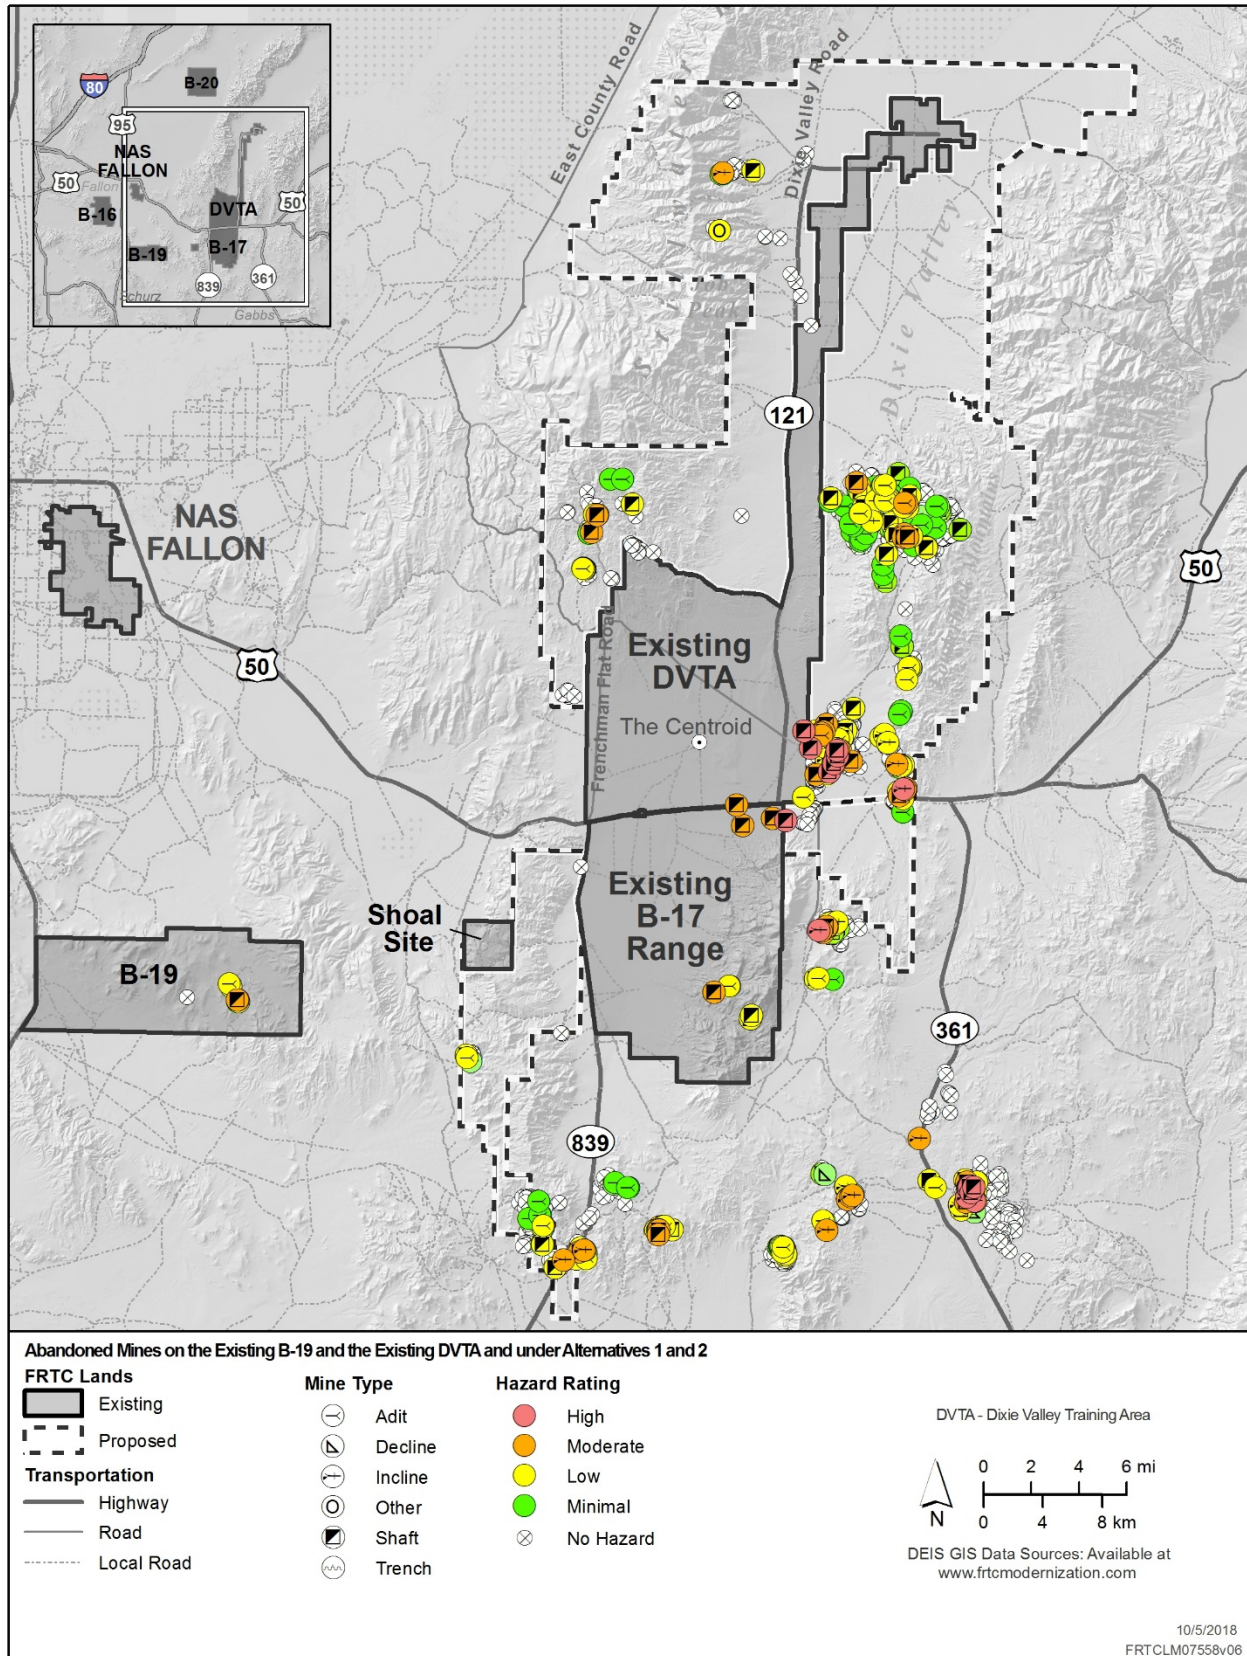 80
B-20
95
NAS
FALLON
50
Fallon
B-16
DVTA
50
B-19
B-17
839
361
Schurz
Gabbs
East County Road
Dixie Valley Road
Dixie Valley
121
NAS
FALLON
50
50
Existing
DVTA
Frenchman Flat Road
The Centroid
Shoal
Site
Existing
B-17
Range
B-19
361
839
Abandoned Mines on the Existing B-19 and the Existing DVTA and under Alternatives 1 and 2
FRTC Lands
Existing
Proposed
Transportation
Highway
Road
Local Road
Mine Type
Adit
Decline
Incline
Other
Shaft
Trench
Hazard Rating
High
Moderate
Low
Minimal
No Hazard
DVTA - Dixie Valley Training Area
N
0 2 4 6 mi
0 4 8 km
DEIS GIS Data Sources: Available at
www.frtcmodernization.com
10/5/2018
FRTCLM07558v06